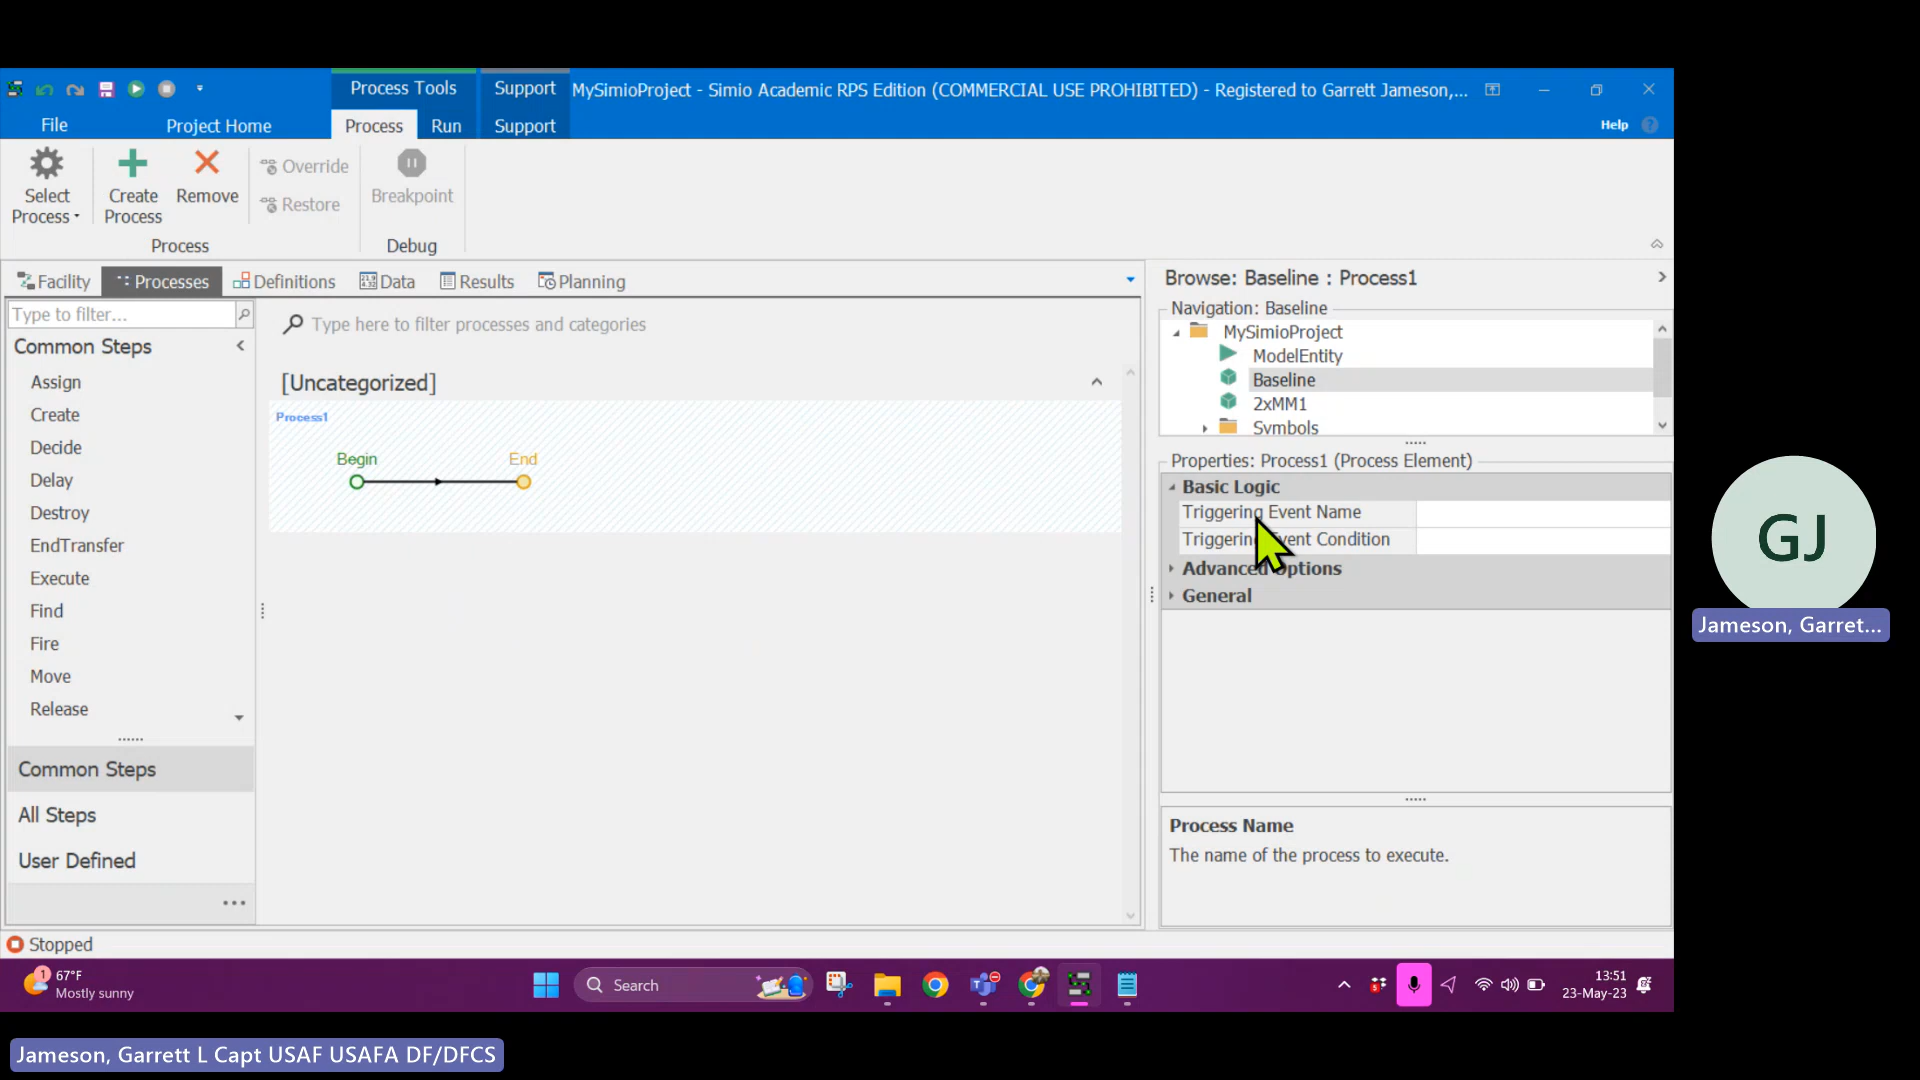 Process Tools
Support
MySimioProject - Simio Academic RPS Edition (COMMERCIAL USE PROHIBITED) - Registered to Garrett Jameson,...
File
Project Home
Process
Run
Support
Help
Select Process
Create Process
Remove
Override
Restore
Breakpoint
Process
Debug
Facility
Processes
Definitions
Data
Results
Planning
Type to filter...
Common Steps
Assign
Create
Decide
Delay
Destroy
EndTransfer
Execute
Find
Fire
Move
Release
Common Steps
All Steps
User Defined
Type here to filter processes and categories
[Uncategorized]
Process1
Begin
End
Browse: Baseline : Process1
Navigation: Baseline
MySimioProject
ModelEntity
Baseline
2xMM1
Symbols
Properties: Process1 (Process Element)
Basic Logic
Triggering Event Name
Triggering Event Condition
Advanced Options
General
Process Name
The name of the process to execute.
Stopped
1
67°F
Mostly sunny
Search
13:51
23-May-23
GJ
Jameson, Garret...
Jameson, Garrett L Capt USAF USAFA DF/DFCS